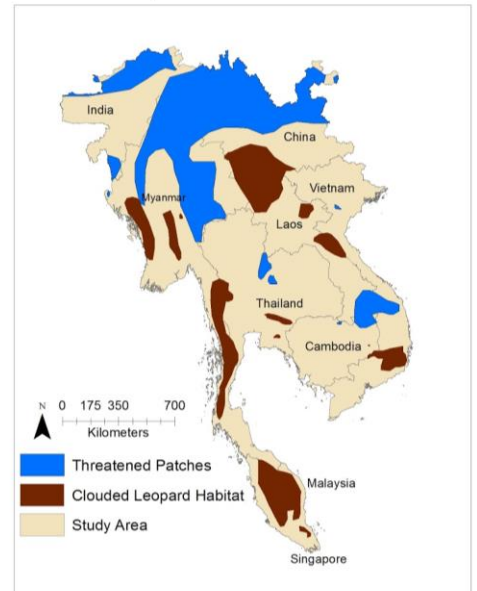 India
China
Myanmar
Vietnam
Laos
Thailand
Cambodia
N 0 175 350 700
Kilometers
Threatened Patches
Clouded Leopard Habitat
Study Area
Malaysia
Singapore